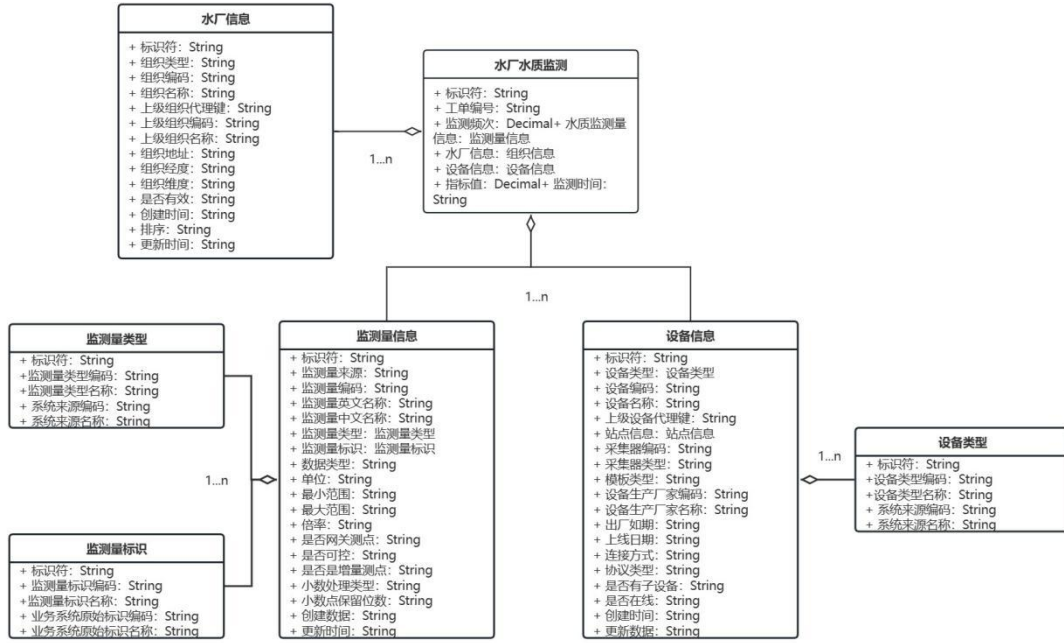 水厂信息
+ 标识符：String
+ 组织类型：String
+ 组织编码：String
+ 组织名称：String
+ 上级组织代理键：String
+ 上级组织编码：String
+ 上级组织名称：String
+ 组织地址：String
+ 组织经度：String
+ 组织维度：String
+ 是否有效：String
+ 创建时间：String
+ 排序：String
+ 更新时间：String
1...n
水厂水质监测
+ 标识符：String
+ 工单编号：String
+ 监测频次：Decimal+ 水质监测量
信息：监测量信息
+ 水厂信息：组织信息
+ 设备信息：设备信息
+ 指标值：Decimal+ 监测时间：
String
1...n
监测量类型
+ 标识符：String
+监测量类型编码：String
+监测量类型名称：String
+ 系统来源编码：String
+ 系统来源名称：String
1...n
监测量标识
+ 标识符：String
+ 监测量标识编码：String
+监测量标识名称：String
+ 业务系统原始标识编码：String
+ 业务系统原始标识名称：String
监测量信息
+ 标识符：String
+ 监测量来源：String
+ 监测量编码：String
+ 监测量英文名称：String
+ 监测量中文名称：String
+ 监测量类型：监测量类型
+ 监测量标识：监测量标识
+ 数据类型：String
+ 单位：String
+ 最小范围：String
+ 最大范围：String
+ 倍率：String
+ 是否网关测点：String
+ 是否可控：String
+ 是否是增量测点：String
+ 小数处理类型：String
+ 小数点保留位数：String
+ 创建数据：String
+ 更新时间：String
设备信息
+ 标识符：String
+ 设备类型：设备类型
+ 设备编码：String
+ 设备名称：String
+ 上级设备代理键：String
+ 站点信息：站点信息
+ 采集器编码：String
+ 采集器类型：String
+ 模板类型：String
+ 设备生产厂家编码：String
+ 设备生产厂家名称：String
+ 出厂如期：String
+ 上线日期：String
+ 连接方式：String
+ 协议类型：String
+ 是否有子设备：String
+ 是否在线：String
+ 创建时间：String
+ 更新数据：String
1...n
设备类型
+ 标识符：String
+设备类型编码：String
+设备类型名称：String
+ 系统来源编码：String
+ 系统来源名称：String